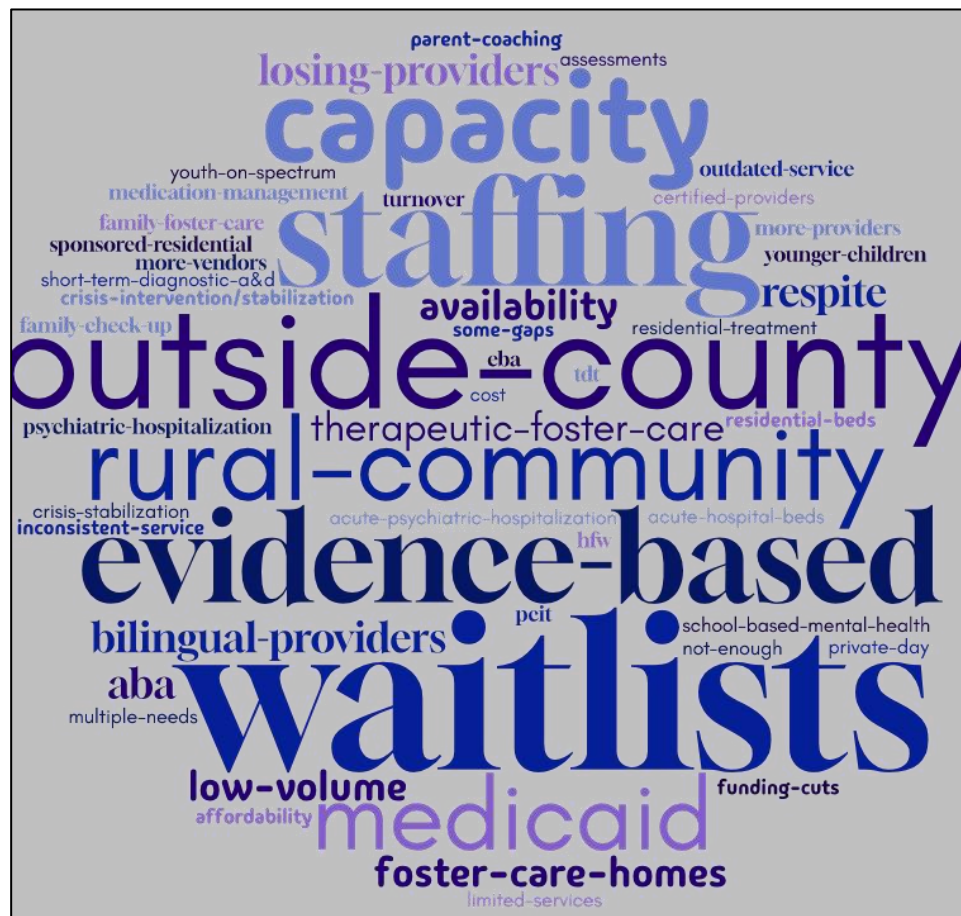 parent-coaching
losing-providers
assessments
capacity
youth-on-spectrum
outdated-service
medication-management
turnover
certified-providers
family-foster-care
staffing
more-providers
sponsored-residential
younger-children
more-vendors
short-term-diagnostic-a&d
respite
crisis-intervention/stabilization
availability
family-check-up
some-gaps
residential-treatment
outside-county
eba
tdt
cost
psychiatric-hospitalization
therapeutic-foster-care
residential-beds
rural-community
crisis-stabilization
acute-psychiatric-hospitalization
acute-hospital-beds
inconsistent-service
hfw
evidence-based
pcit
bilingual-providers
school-based-mental-health
not-enough
private-day
aba
waitlists
multiple-needs
low-volume
funding-cuts
affordability
medicaid
foster-care-homes
limited-services